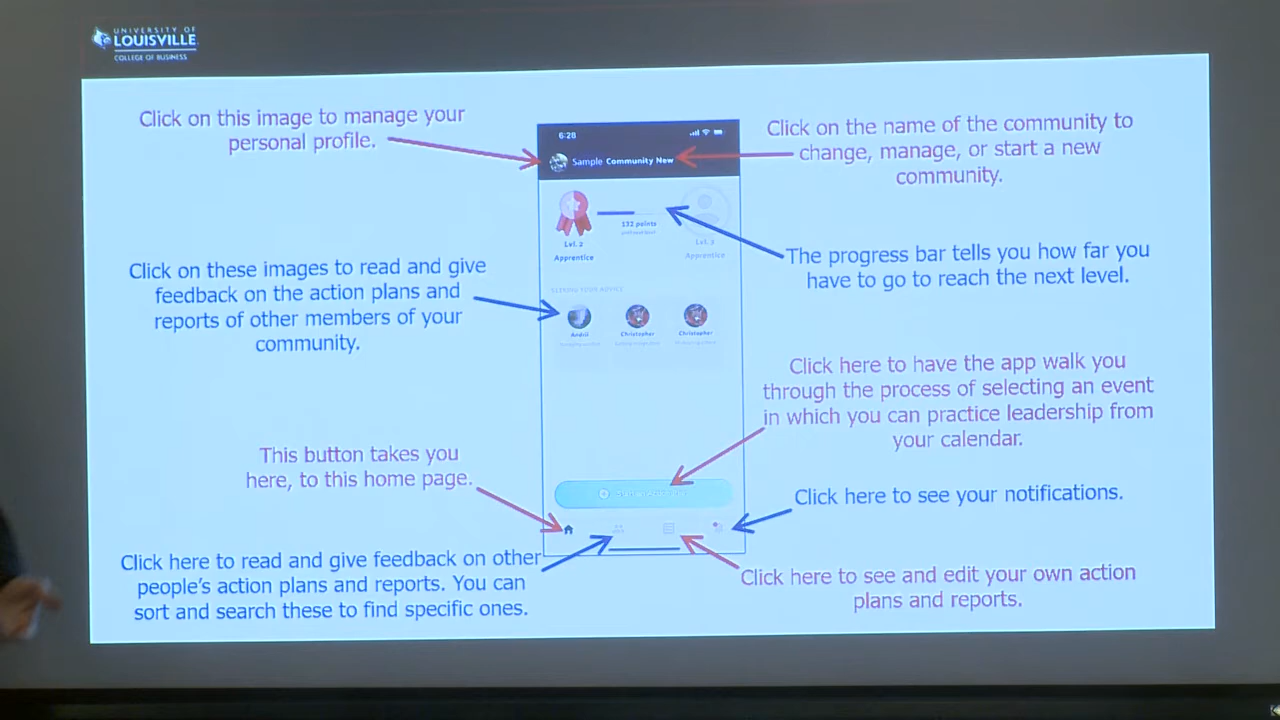 UNIVERSITY OF
LOUISVILLE
COLLEGE OF BUSINESS
Click on this image to manage your
personal profile.
Click on these images to read and give
feedback on the action plans and
reports of other members of your
community.
This button takes you
here, to this home page.
Click here to read and give feedback on other
people's action plans and reports. You can
sort and search these to find specific ones.
6:28
Sample Community New
132 points
Lvl. 2
Apprentice
Lvl. 3
Apprentice
SEEKING YOUR ADVICE
Andrii
Christopher
Christopher
Click on the name of the community to
change, manage, or start a new
community.
The progress bar tells you how far you
have to go to reach the next level.
Click here to have the app walk you
through the process of selecting an event
in which you can practice leadership from
your calendar.
Click here to see your notifications.
Click here to see and edit your own action
plans and reports.